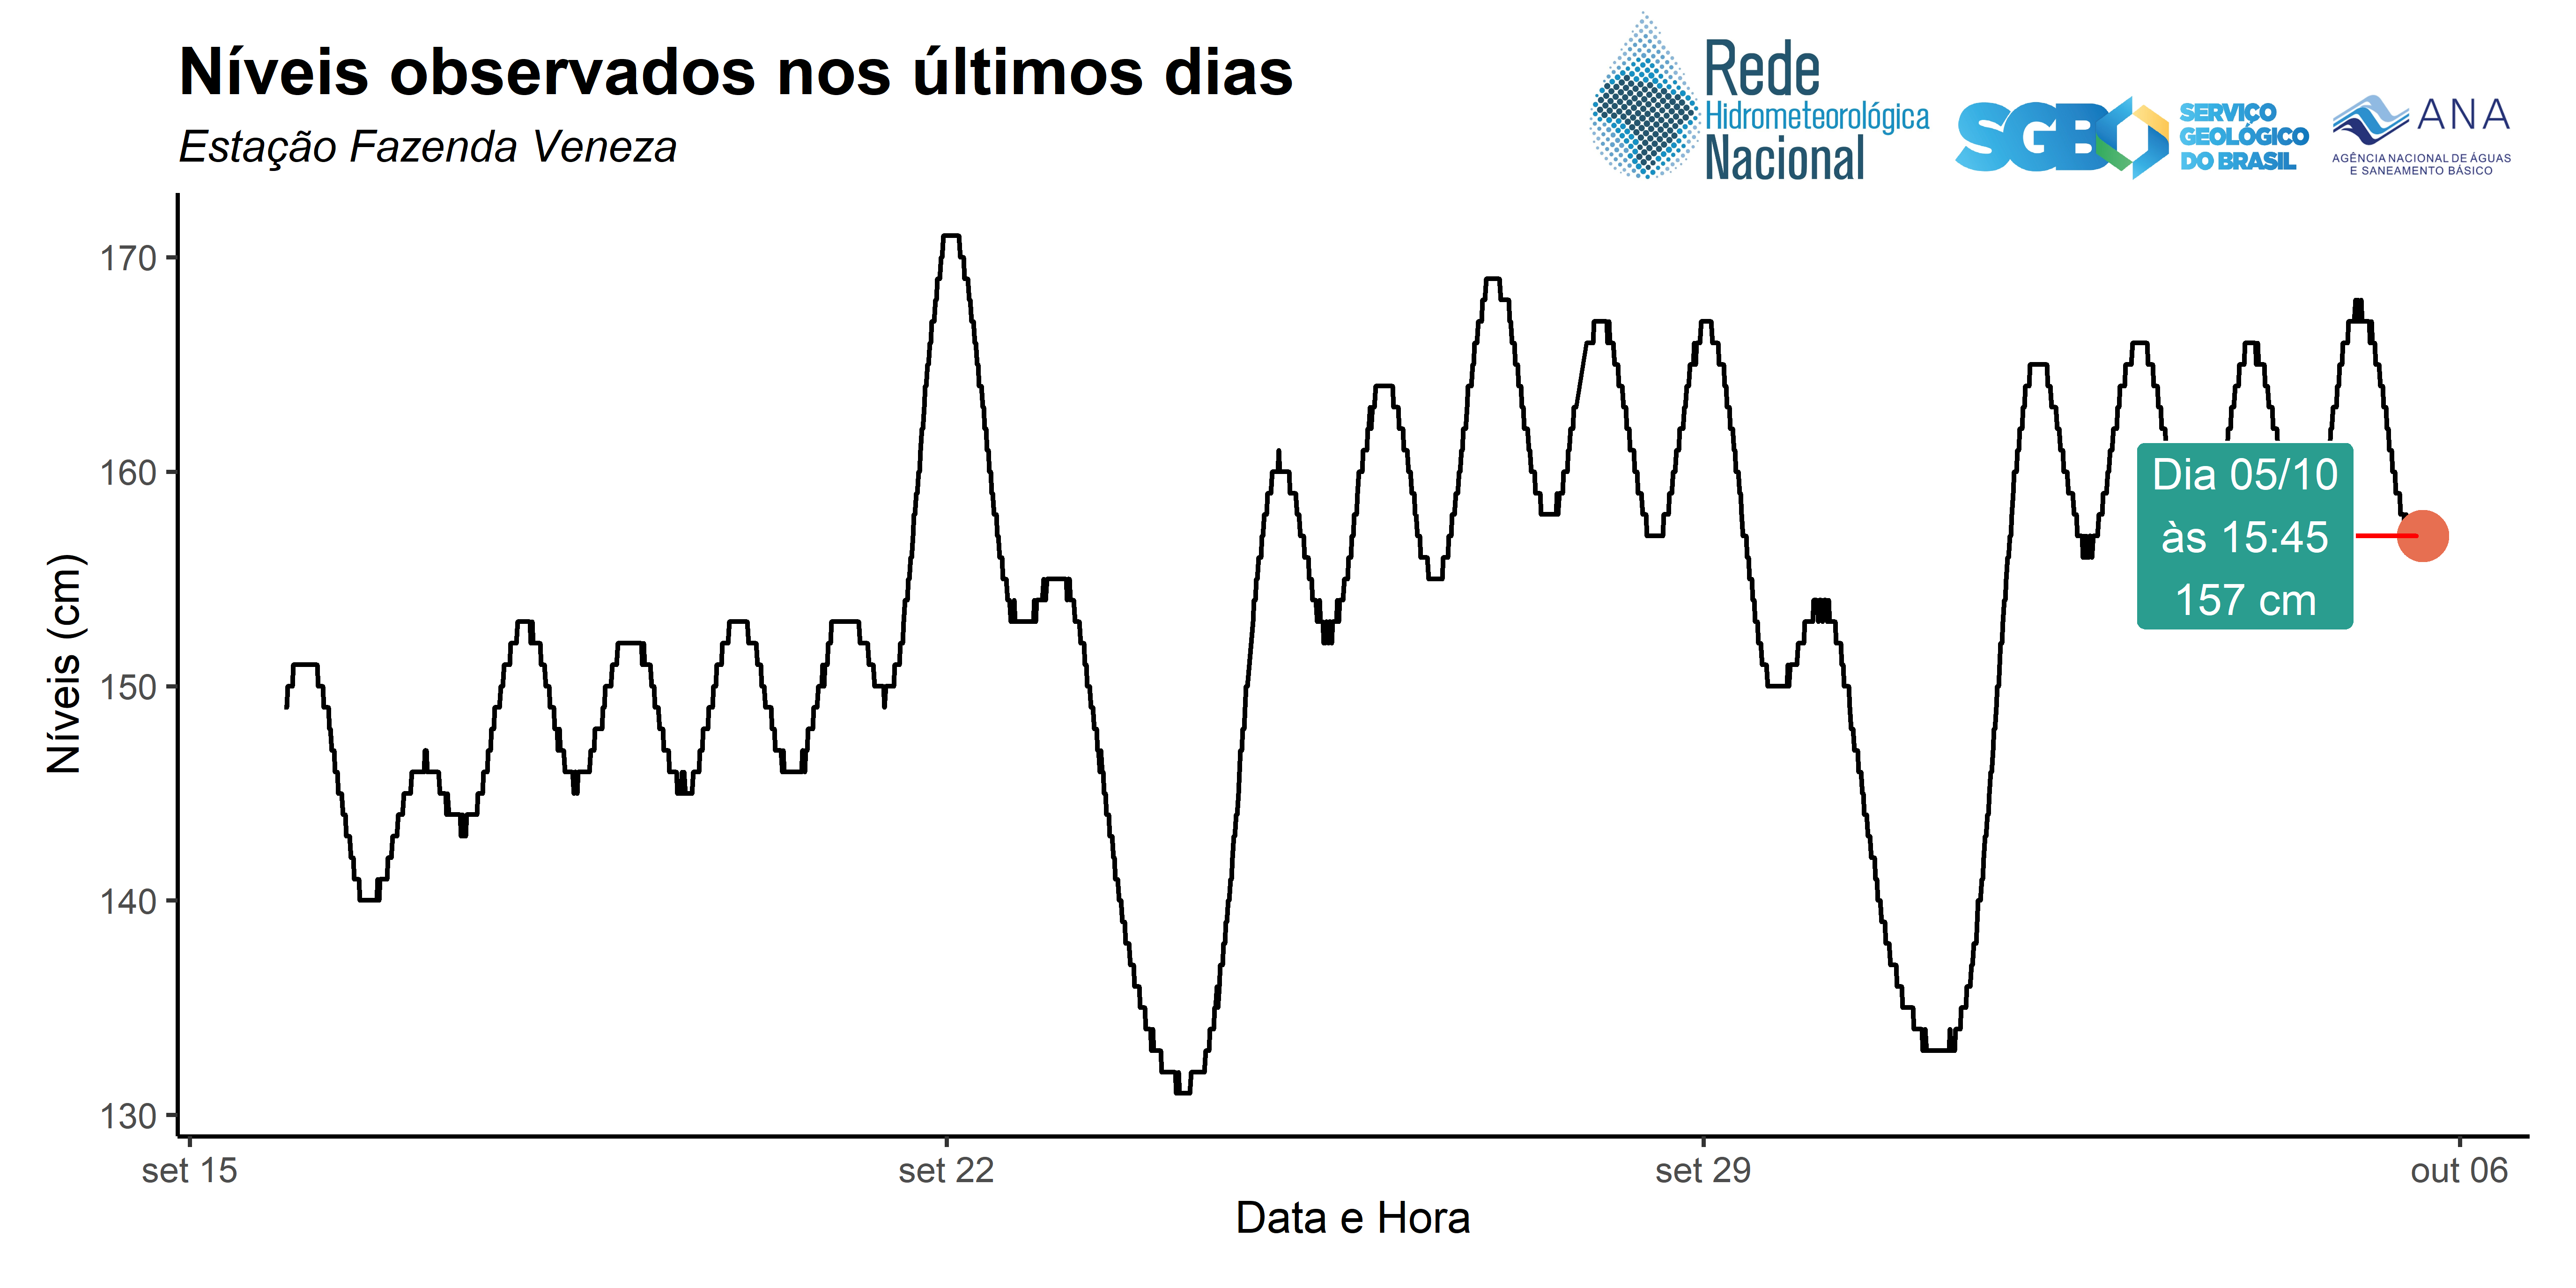 Níveis observados nos últimos dias
Estação Fazenda Veneza
Rede
Hidrometeorológica
Nacional
SGB
SERVIÇO
GEOLÓGICO
DO BRASIL
ANA
AGÊNCIA NACIONAL DE ÁGUAS
E SANEAMENTO BÁSICO
Níveis (cm)
170
160
150
140
130
Dia 05/10
às 15:45
157 cm
set 15
set 22
set 29
out 06
Data e Hora